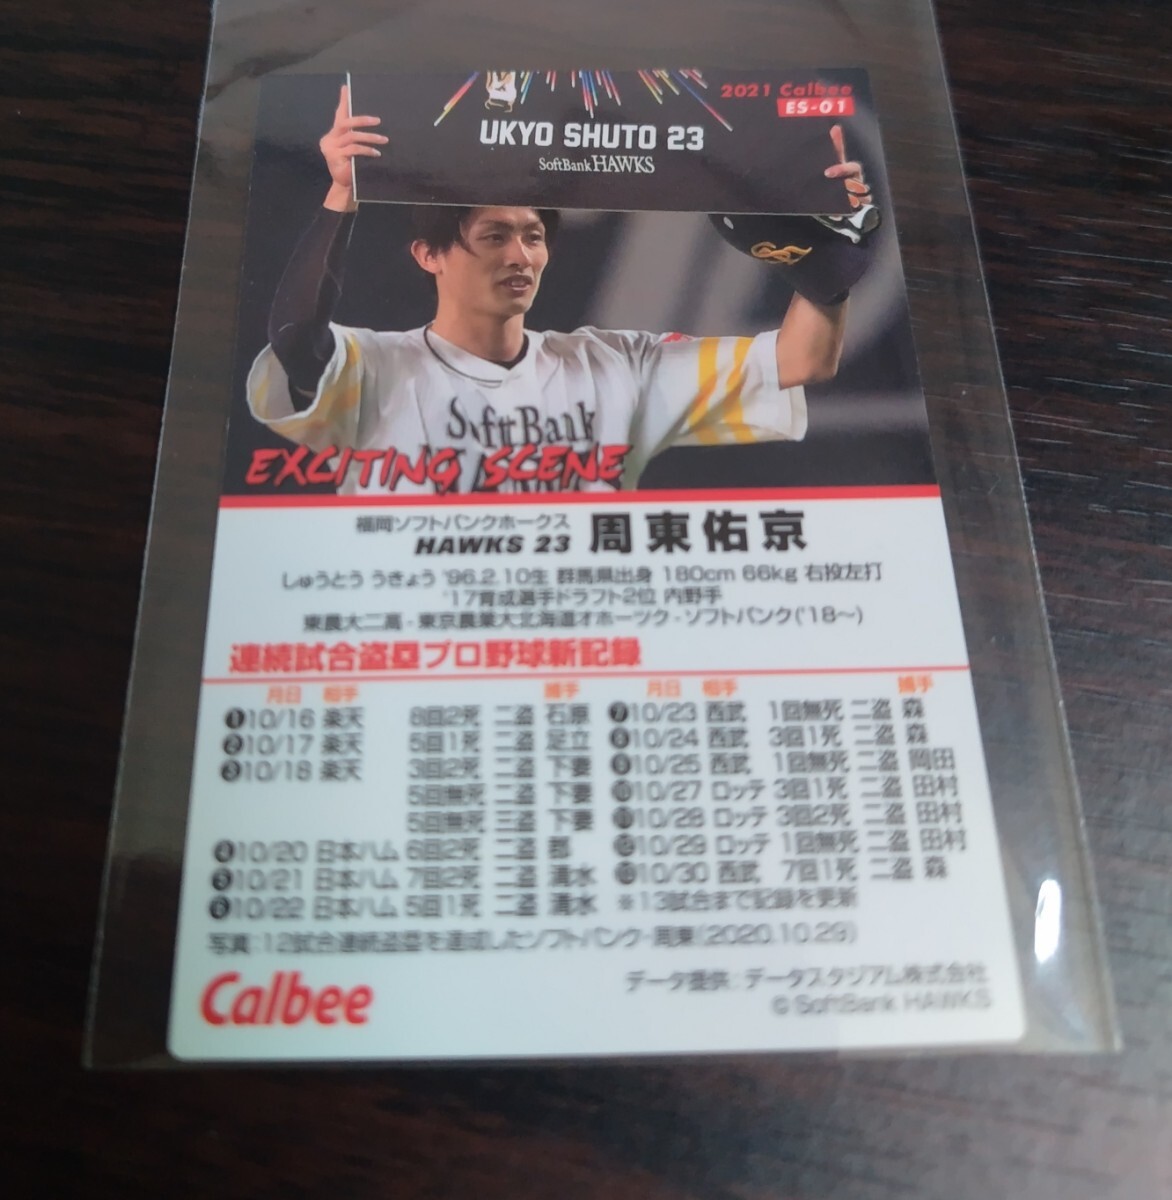 2021 Calbee
ES-01
UKYO SHUTO 23
SoftBank HAWKS
SoftBank
EXCITING SCENE
福岡ソフトバンクホークス
HAWKS 23 周東佑京
しゅうとう うきょう '96.2.10生 群馬県出身 180cm 66kg 右投左打
'17育成選手ドラフト2位 内野手
東農大二高-東京農業大北海道オホーツク-ソフトバンク('18〜)
連続試合盗塁プロ野球新記録
月日 相手 捕手 月日 相手 捕手
❶10/16 楽天 8回2死 二盗 石原
❷10/17 楽天 5回1死 二盗 足立
❸10/18 楽天 3回2死 二盗 下妻
5回無死 二盗 下妻
5回無死 三盗 下妻
❹10/20 日本ハム 6回2死 二盗
❺10/21 日本ハム 7回2死 二盗 清水
❻10/22 日本ハム 5回1死 二盗 清水
❼10/23 西武 1回無死 二盗 森
❽10/24 西武 3回1死 二盗 森
❾10/25 西武 1回無死 二盗 岡田
❿10/27 ロッテ 3回1死 二盗 田村
⓫10/28 ロッテ 3回2死 二盗 田村
⓬10/29 ロッテ 1回無死 二盗 田村
⓭10/30 西武 7回1死 二盗 森
※13試合まで記録を更新
写真:12試合連続盗塁を達成したソフトバンク・周東(2020.10.29)
Calbee
データ提供:データスタジアム株式会社
© SoftBank HAWKS